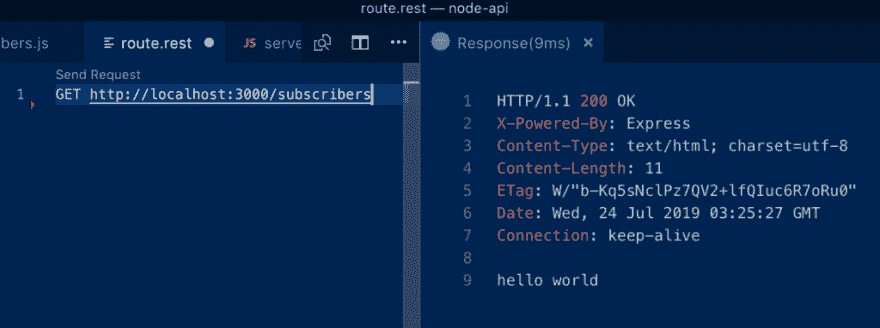 route.rest — node-api
bers.js
route.rest
JS serve
Response(9ms)
Send Request
1 GET http://localhost:3000/subscribers
1 HTTP/1.1 200 OK
2 X-Powered-By: Express
3 Content-Type: text/html; charset=utf-8
4 Content-Length: 11
5 ETag: W/"b-Kq5sNclPz7QV2+lfQIuc6R7oRu0"
6 Date: Wed, 24 Jul 2019 03:25:27 GMT
7 Connection: keep-alive
8
9 hello world